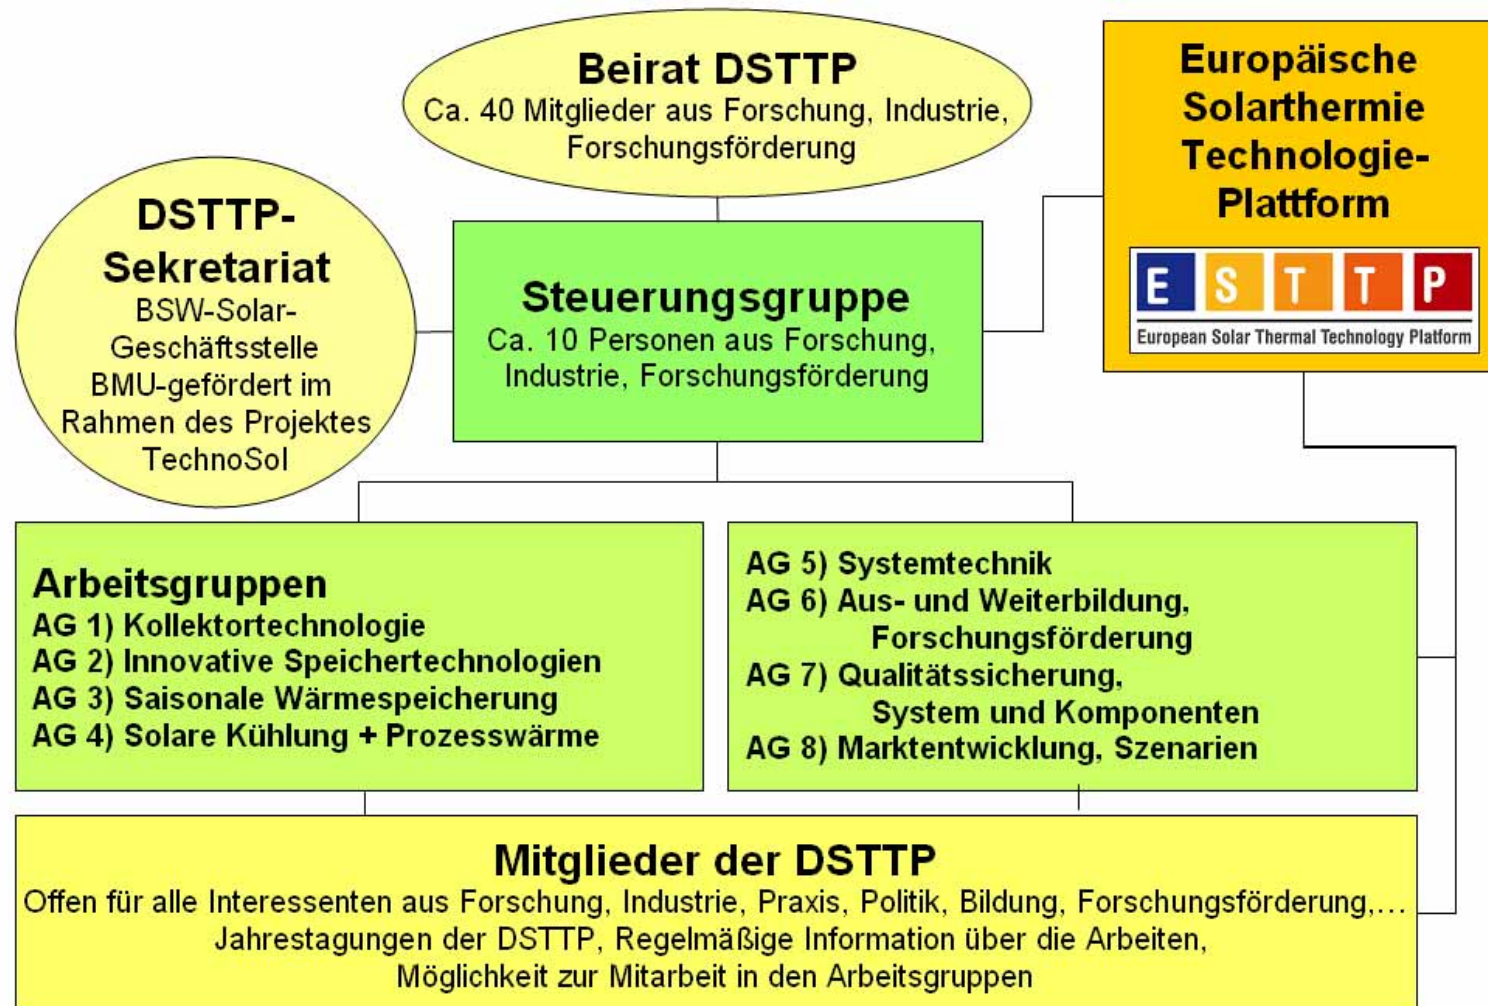 Beirat DSTTP
Ca. 40 Mitglieder aus Forschung, Industrie,
Forschungsförderung
Europäische
Solarthermie
Technologie-
Plattform
E S T T P
European Solar Thermal Technology Platform
DSTTP-
Sekretariat
BSW-Solar-
Geschäftsstelle
BMU-gefördert im
Rahmen des Projektes
TechnoSol
Steuerungsgruppe
Ca. 10 Personen aus Forschung,
Industrie, Forschungsförderung
Arbeitsgruppen
AG 1) Kollektortechnologie
AG 2) Innovative Speichertechnologien
AG 3) Saisonale Wärmespeicherung
AG 4) Solare Kühlung + Prozesswärme
AG 5) Systemtechnik
AG 6) Aus- und Weiterbildung,
Forschungsförderung
AG 7) Qualitätssicherung,
System und Komponenten
AG 8) Marktentwicklung, Szenarien
Mitglieder der DSTTP
Offen für alle Interessenten aus Forschung, Industrie, Praxis, Politik, Bildung, Forschungsförderung,...
Jahrestagungen der DSTTP, Regelmäßige Information über die Arbeiten,
Möglichkeit zur Mitarbeit in den Arbeitsgruppen